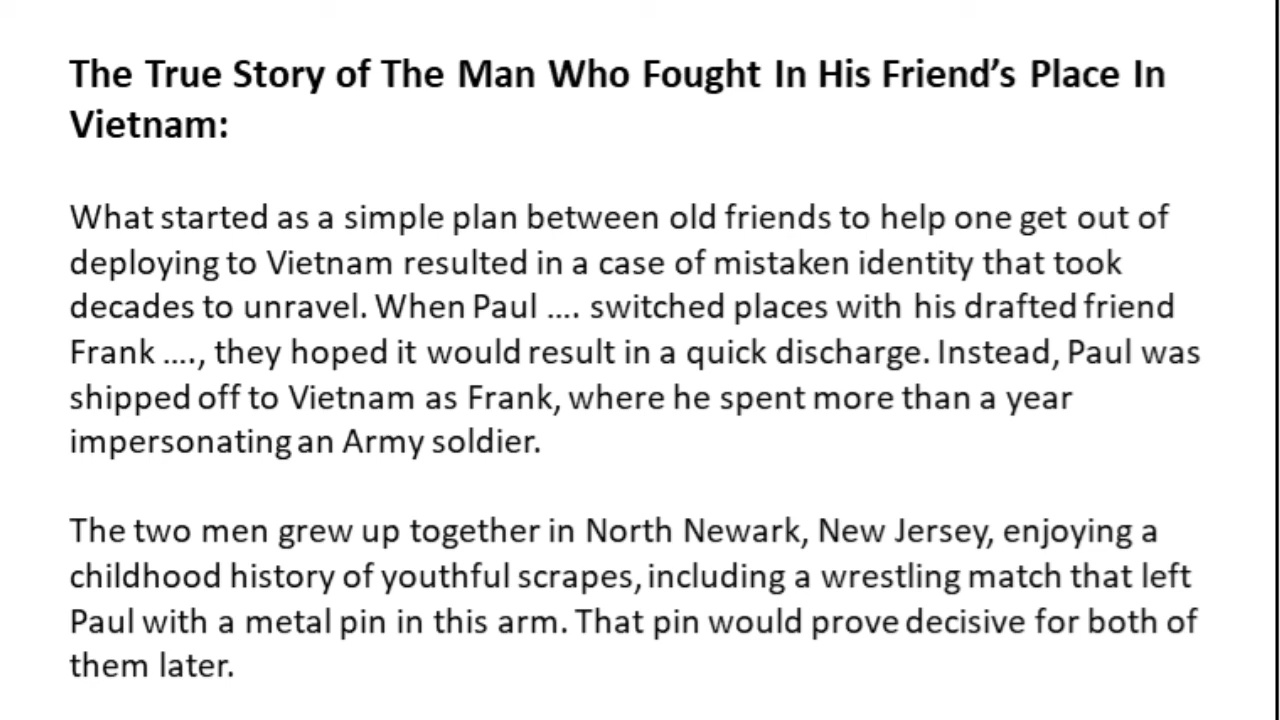 The True Story of The Man Who Fought In His Friend’s Place In
Vietnam:
What started as a simple plan between old friends to help one get out of
deploying to Vietnam resulted in a case of mistaken identity that took
decades to unravel. When Paul .... switched places with his drafted friend
Frank ...., they hoped it would result in a quick discharge. Instead, Paul was
shipped off to Vietnam as Frank, where he spent more than a year
impersonating an Army soldier.
The two men grew up together in North Newark, New Jersey, enjoying a
childhood history of youthful scrapes, including a wrestling match that left
Paul with a metal pin in this arm. That pin would prove decisive for both of
them later.